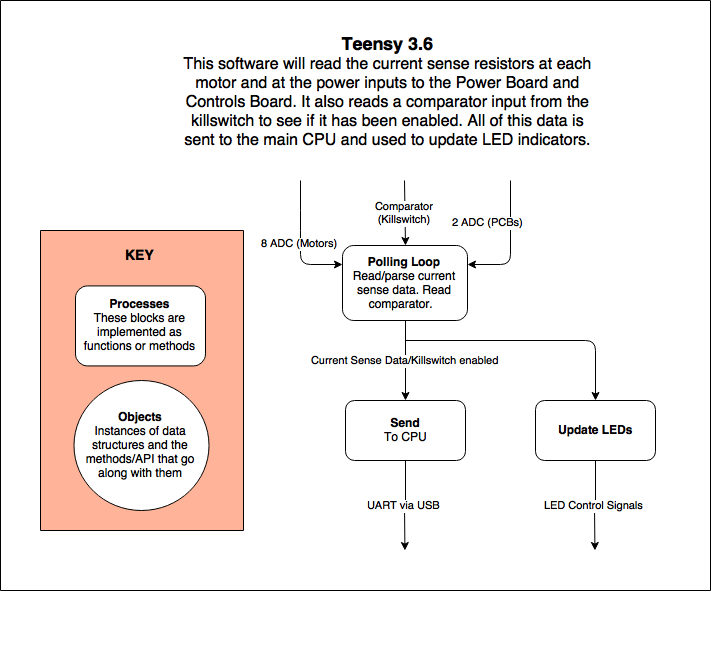 Teensy 3.6
This software will read the current sense resistors at each
motor and at the power inputs to the Power Board and
Controls Board. It also reads a comparator input from the
killswitch to see if it has been enabled. All of this data is
sent to the main CPU and used to update LED indicators.
Comparator
(Killswitch)
2 ADC (PCBs)
8 ADC (Motors)
KEY
Polling Loop
Read/parse current
sense data. Read
comparator.
Processes
These blocks are
implemented as
functions or methods
Current Sense Data/Killswitch enabled
Objects
Instances of data
structures and the
methods/API that go
along with them
Send
To CPU
Update LEDs
UART via USB
LED Control Signals